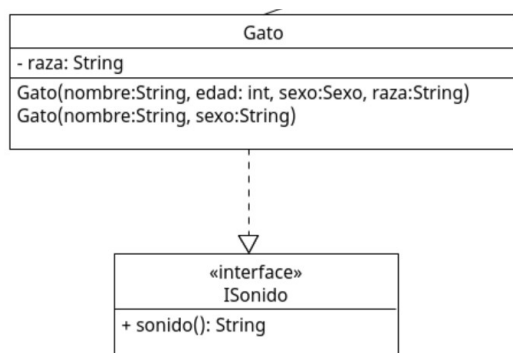 Gato
- raza: String
Gato(nombre:String, edad: int, sexo:Sexo, raza:String)
Gato(nombre:String, sexo:String)
«interface»
ISonido
+ sonido(): String